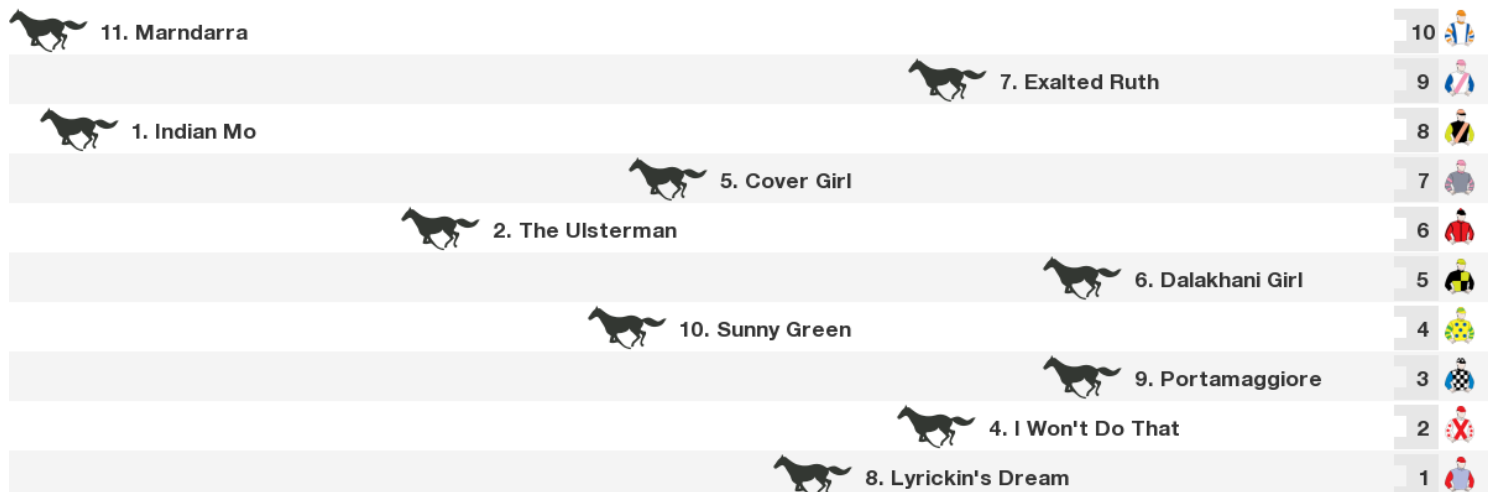 11. Marndarra 10
7. Exalted Ruth 9
1. Indian Mo 8
5. Cover Girl 7
2. The Ulsterman 6
6. Dalakhani Girl 5
10. Sunny Green 4
9. Portamaggiore 3
4. I Won't Do That 2
8. Lyrickin's Dream 1